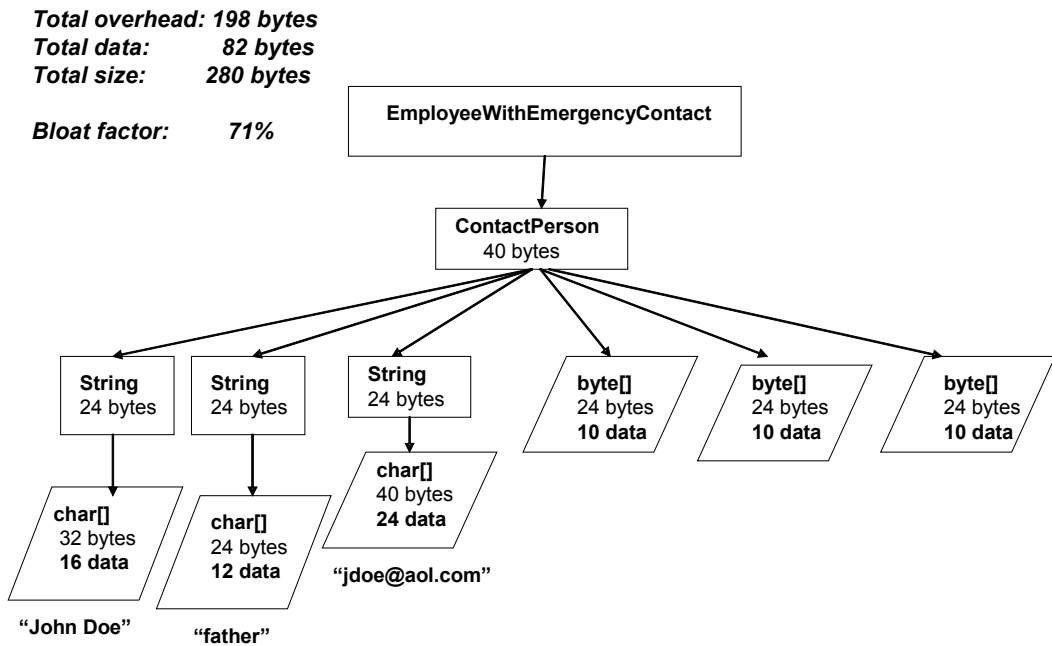 Total overhead: 198 bytes
Total data: 82 bytes
Total size: 280 bytes
Bloat factor: 71%
EmployeeWithEmergencyContact
ContactPerson
40 bytes
String
24 bytes
String
24 bytes
String
24 bytes
byte[]
24 bytes
10 data
byte[]
24 bytes
10 data
byte[]
24 bytes
10 data
char[]
32 bytes
16 data
char[]
24 bytes
12 data
char[]
40 bytes
24 data
“jdoe@aol.com”
“John Doe”
“father”